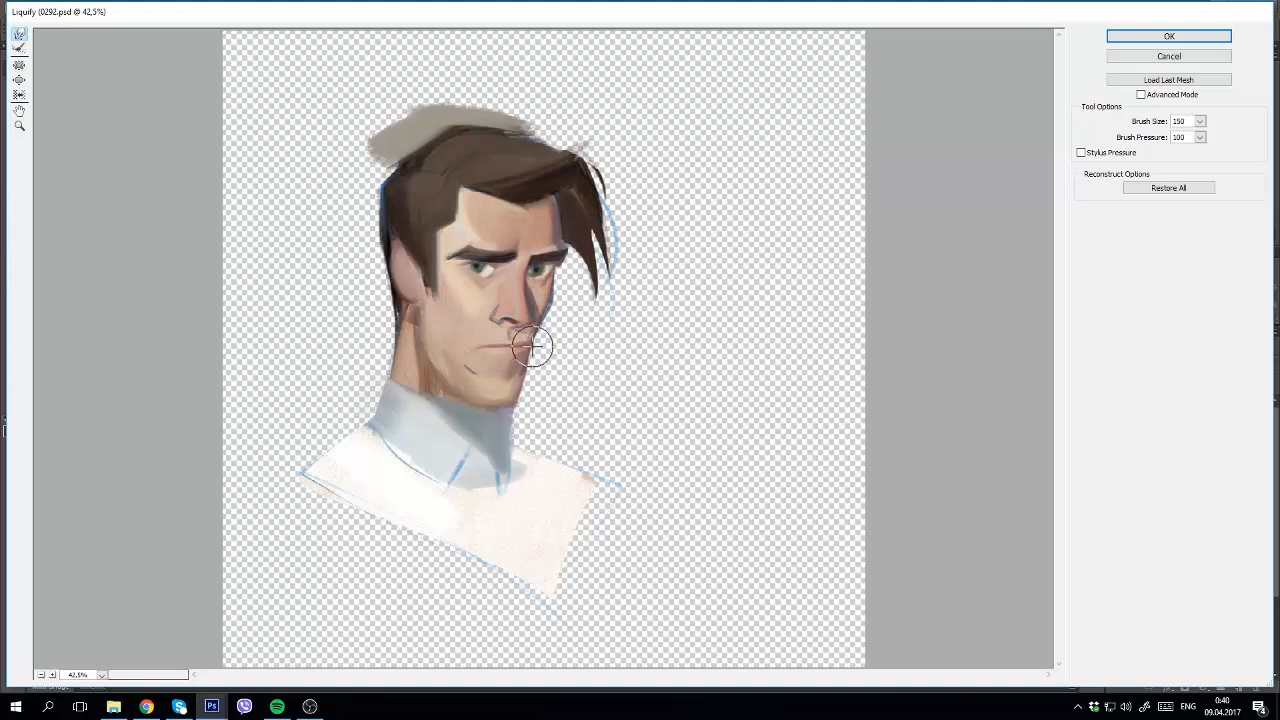 Liquify (0292.psd @ 42,5%)
OK
Cancel
Load Last Mesh
Advanced Mode
Tool Options
Brush Size: 150
Brush Pressure: 100
Stylus Pressure
Reconstruct Options
Restore All
42,5%
ENG
0:40
09.04.2017